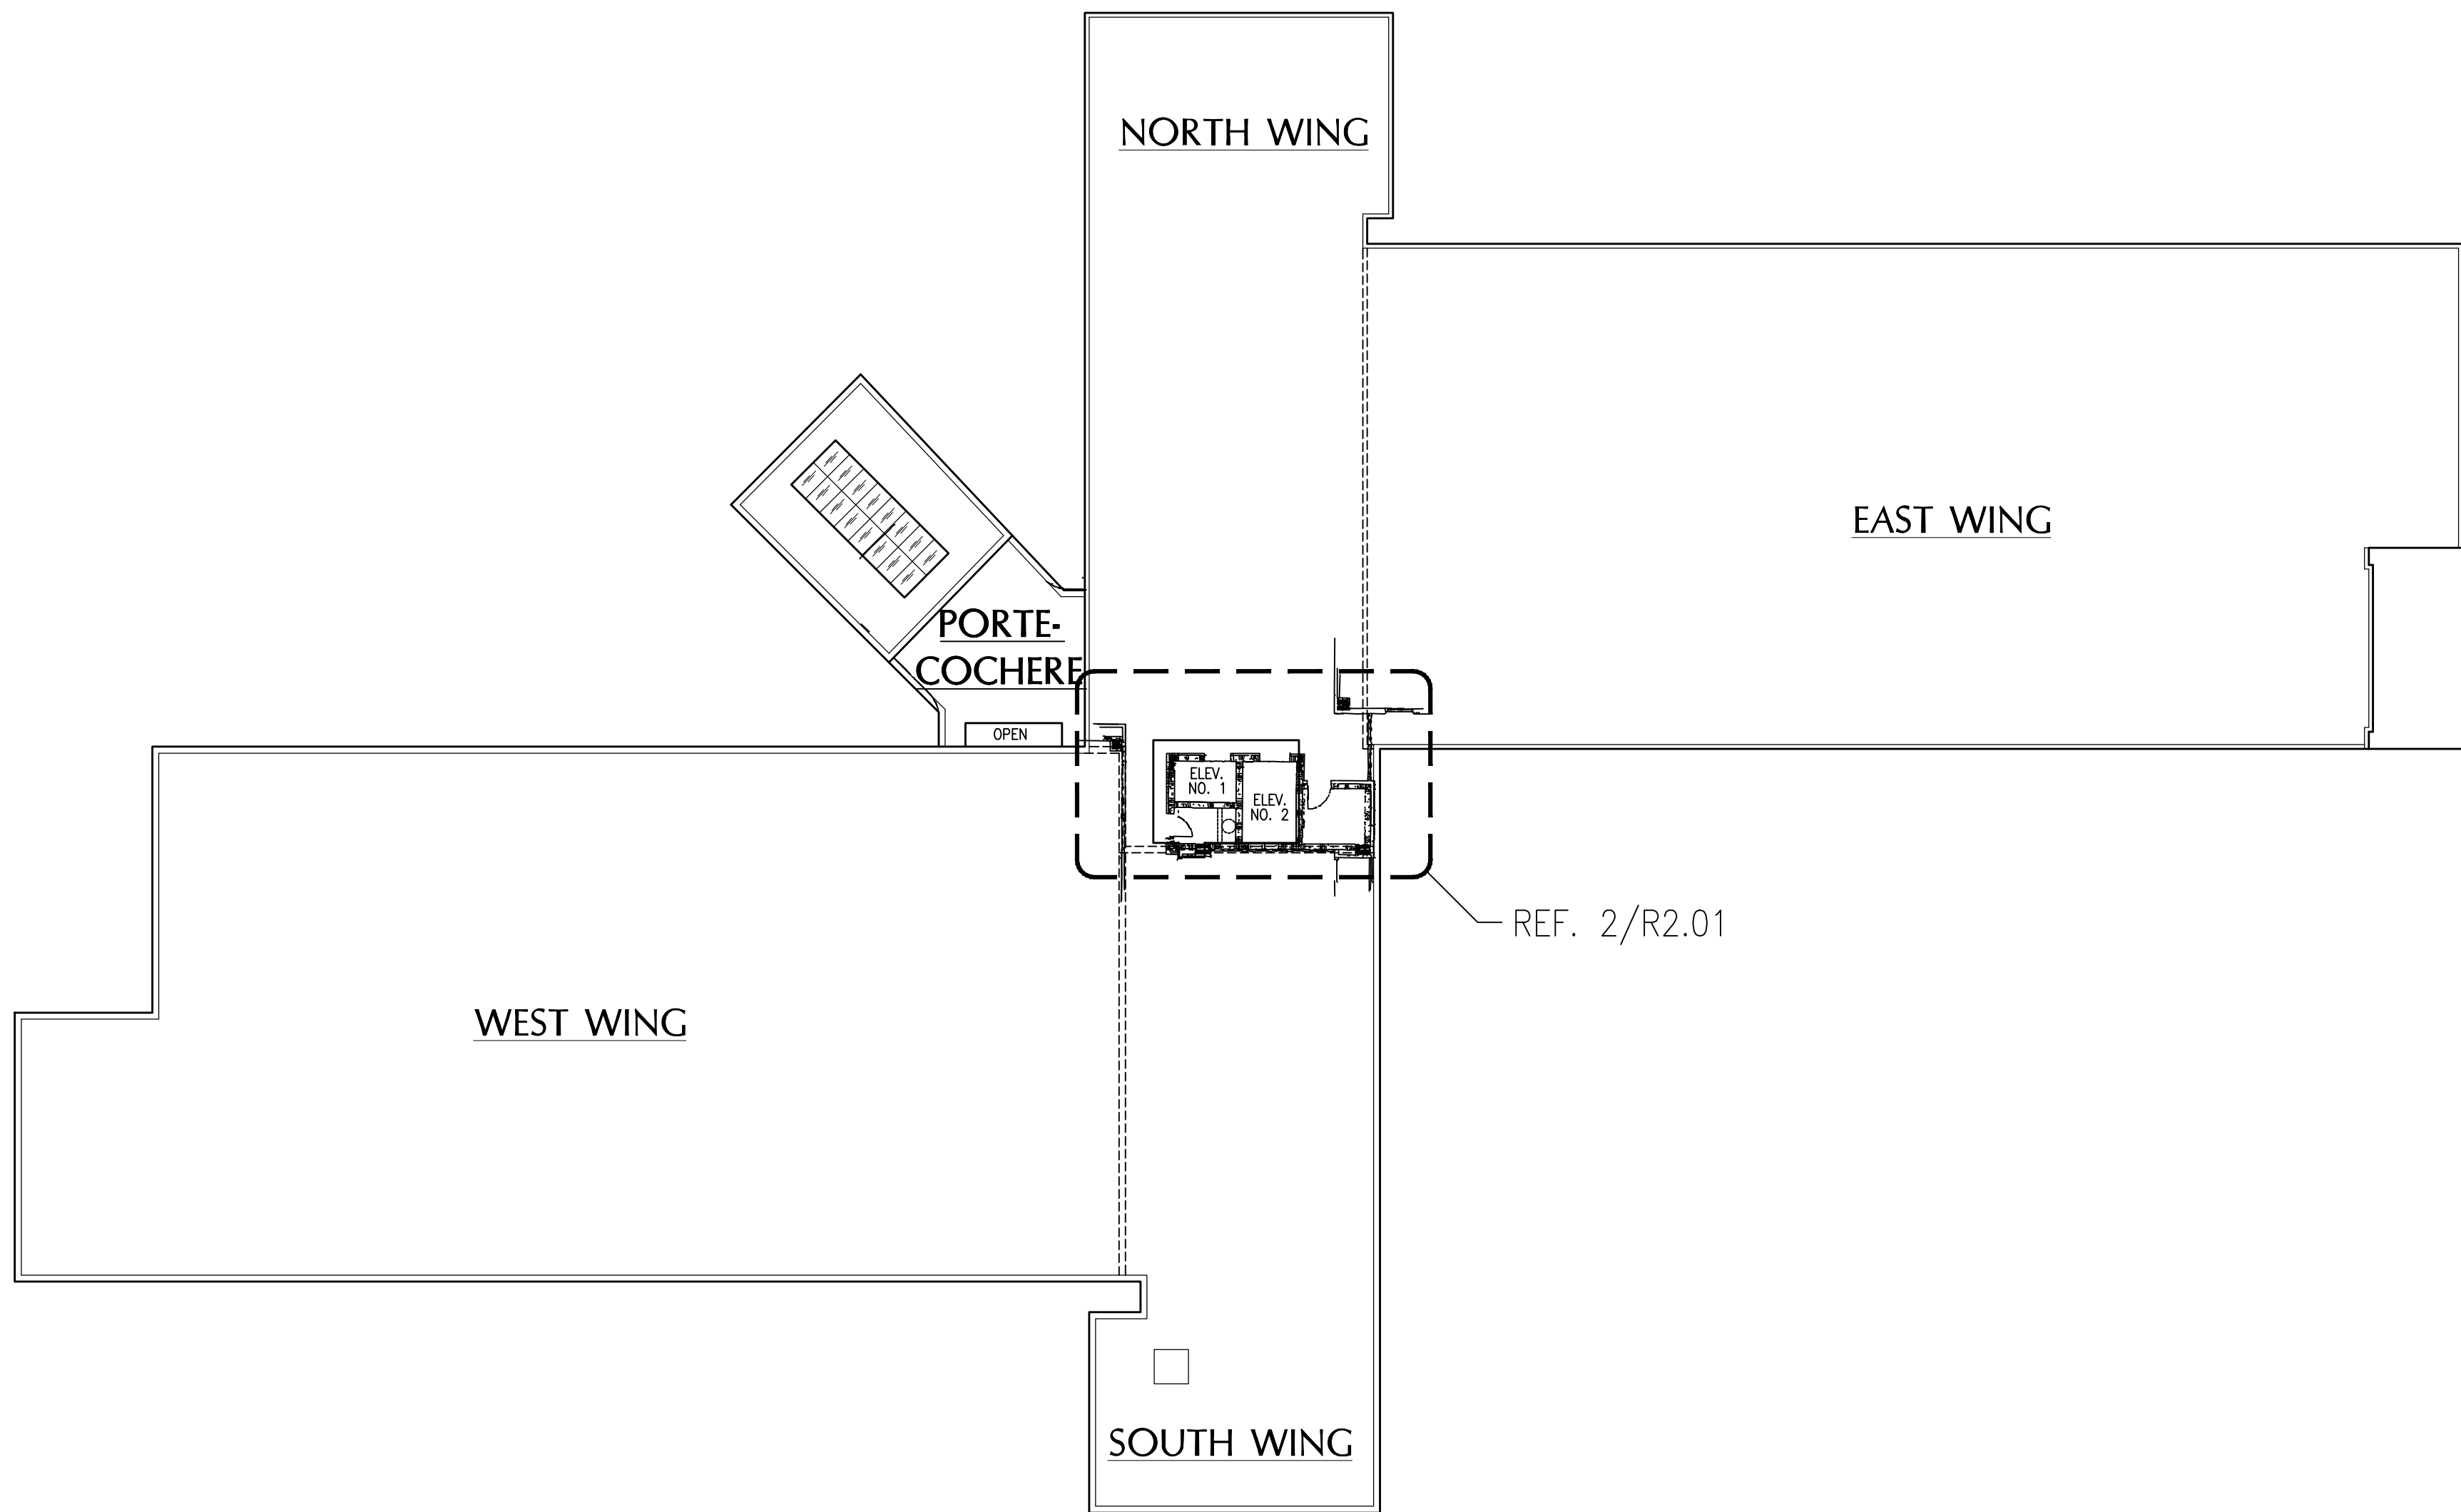 NORTH WING
EAST WING
PORTE-
COCHERE
OPEN
ELEV.
NO. 1
ELEV.
NO. 2
REF. 2/R2.01
WEST WING
SOUTH WING